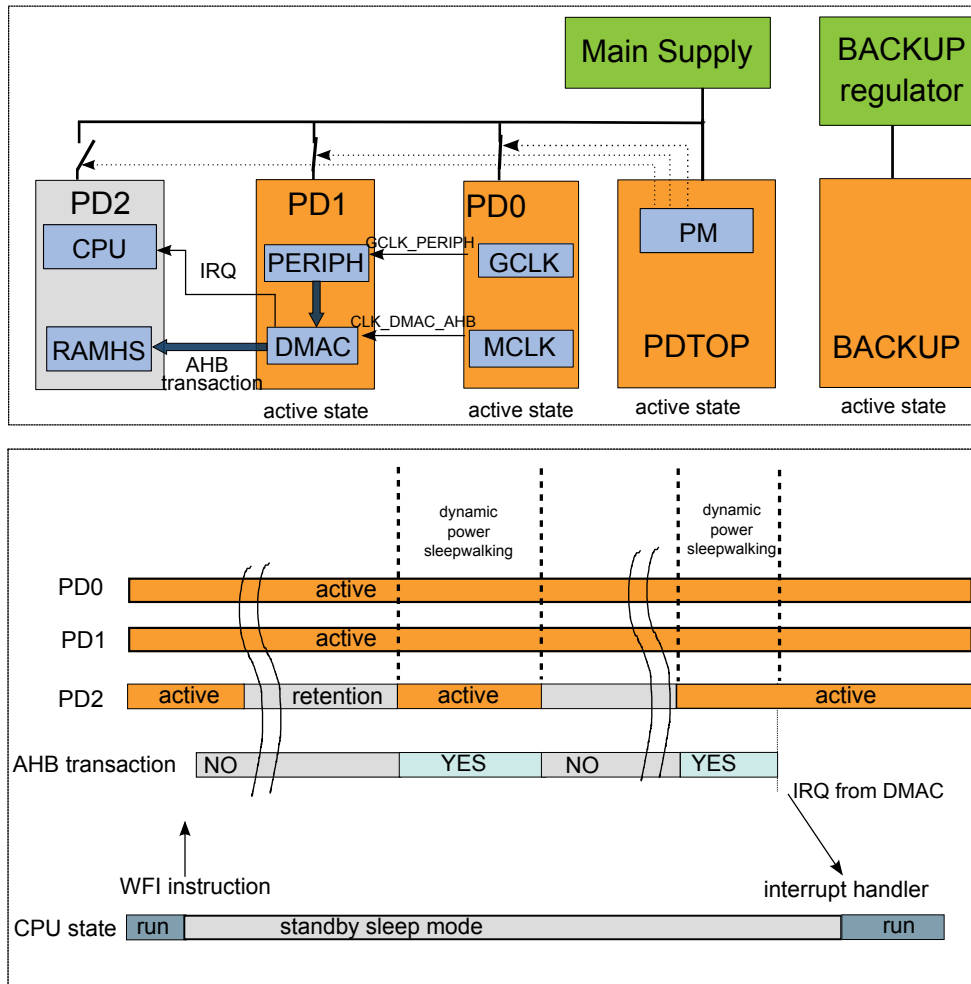 Main Supply
BACKUP
regulator
PD2
PD1
PD0
CPU
PERIPH
GCLK_PERIPH
GCLK
PM
IRQ
CLK_DMAC_AHB
RAMHS
DMAC
MCLK
PDTOP
BACKUP
AHB
transaction
active state
active state
active state
active state
dynamic
power
sleepwalking
dynamic
power
sleepwalking
PD0
active
PD1
active
PD2
active
retention
active
active
AHB transaction
NO
YES
NO
YES
IRQ from DMAC
WFI instruction
interrupt handler
CPU state
run
standby sleep mode
run